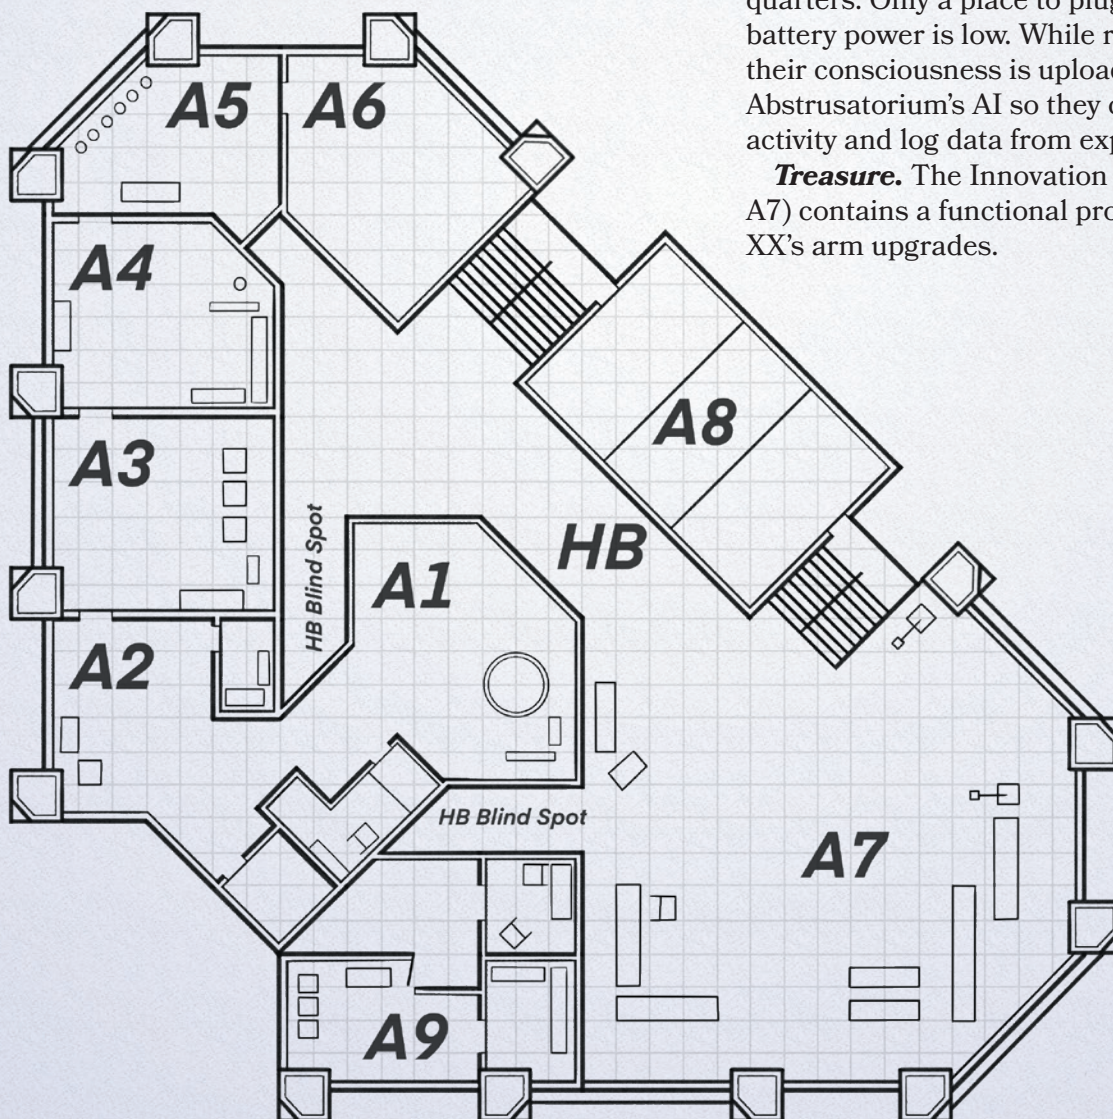 quarters. Only a place to plug
battery power is low. While r
their consciousness is upload
Abstrusatorium's AI so they c
activity and log data from exp
Treasure. The Innovation
A7) contains a functional pro
XX's arm upgrades.
A5
A6
A4
A8
A3
HB
HB Blind Spot
A1
A2
HB Blind Spot
A7
A9